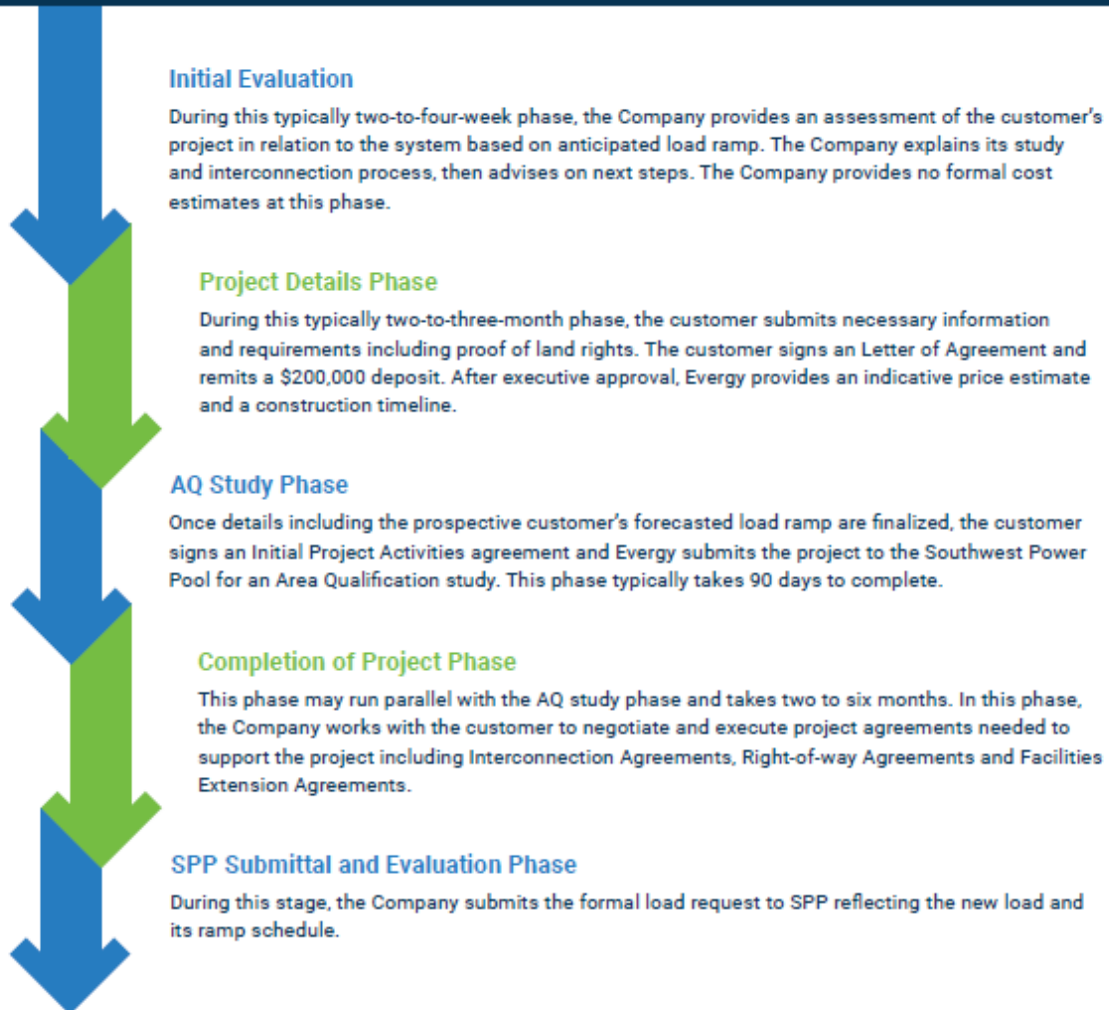 Initial Evaluation
During this typically two-to-four-week phase, the Company provides an assessment of the customer's
project in relation to the system based on anticipated load ramp. The Company explains its study
and interconnection process, then advises on next steps. The Company provides no formal cost
estimates at this phase.
Project Details Phase
During this typically two-to-three-month phase, the customer submits necessary information
and requirements including proof of land rights. The customer signs an Letter of Agreement and
remits a $200,000 deposit. After executive approval, Evergy provides an indicative price estimate
and a construction timeline.
AQ Study Phase
Once details including the prospective customer's forecasted load ramp are finalized, the customer
signs an Initial Project Activities agreement and Evergy submits the project to the Southwest Power
Pool for an Area Qualification study. This phase typically takes 90 days to complete.
Completion of Project Phase
This phase may run parallel with the AQ study phase and takes two to six months. In this phase,
the Company works with the customer to negotiate and execute project agreements needed to
support the project including Interconnection Agreements, Right-of-way Agreements and Facilities
Extension Agreements.
SPP Submittal and Evaluation Phase
During this stage, the Company submits the formal load request to SPP reflecting the new load and
its ramp schedule.